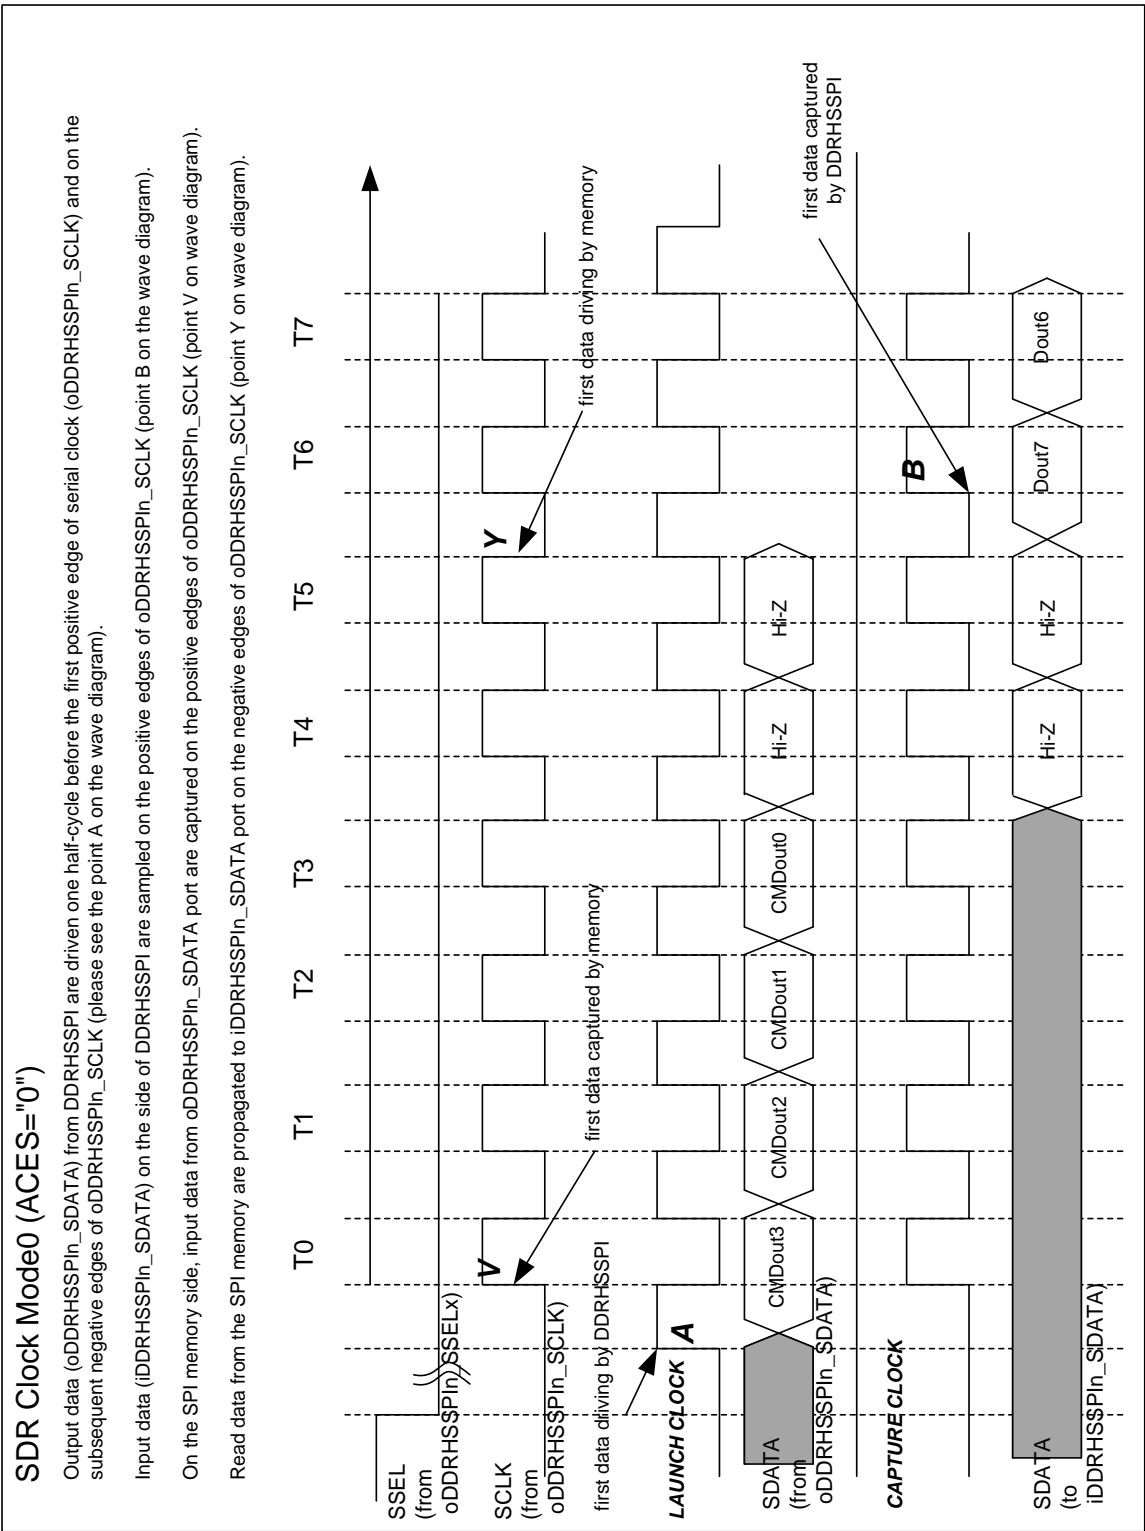 SDR Clock Mode0 (ACES="0")
Output data (oDDRHSSPIn_SDATA) from DDRHSSPI are driven one half-cycle before the first positive edge of serial clock (oDDRHSSPIn_SCLK) and on the
subsequent negative edges of oDDRHSSPIn_SCLK (please see the point A on the wave diagram).
Input data (iDDRHSSPIn_SDATA) on the side of DDRHSSPI are sampled on the positive edges of oDDRHSSPIn_SCLK (point B on the wave diagram).
On the SPI memory side, input data from oDDRHSSPIn_SDATA port are captured on the positive edges of oDDRHSSPIn_SCLK (point V on wave diagram).
Read data from the SPI memory are propagated to iDDRHSSPIn_SDATA port on the negative edges of oDDRHSSPIn_SCLK (point Y on wave diagram).
T0 T1 T2 T3 T4 T5 T6 T7
SSEL
(from
oDDRHSSPIn_SSELx)
SCLK
(from
oDDRHSSPIn_SCLK)
V
Y
first data captured by memory
first data driving by memory
first data driving by DDRHSSPI
LAUNCH CLOCK
A
SDATA
(from
oDDRHSSPIn_SDATA)
CMDout3 CMDout2 CMDout1 CMDout0 Hi-Z Hi-Z
first data captured
by DDRHSSPI
CAPTURE CLOCK
B
SDATA
(to
iDDRHSSPIn_SDATA)
Hi-Z Hi-Z Dout7 Dout6